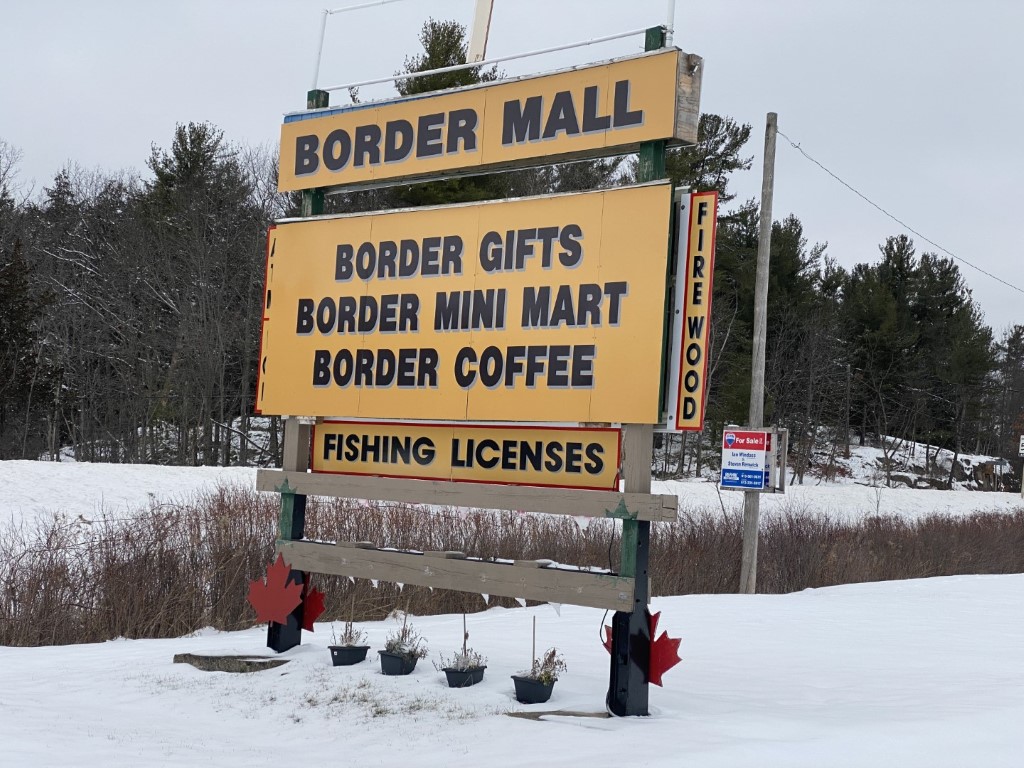 BORDER MALL
BORDER GIFTS
BORDER MINI MART
BORDER COFFEE
FIRE WOOD
FISHING LICENSES
For Sale